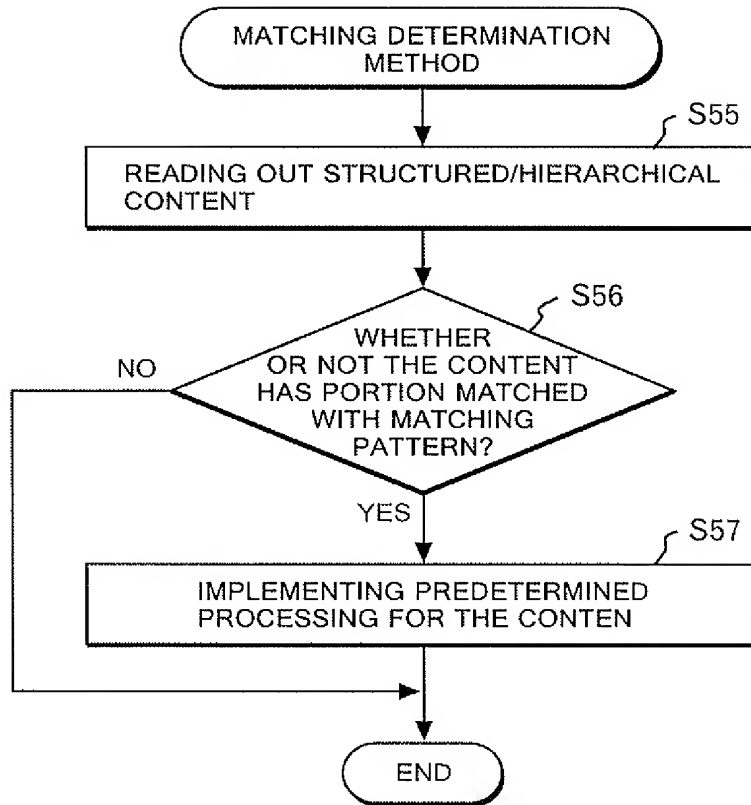 MATCHING DETERMINATION
METHOD
S55
READING OUT STRUCTURED/HIERARCHICAL
CONTENT
S56
WHETHER
OR NOT THE CONTENT
HAS PORTION MATCHED
WITH MATCHING
PATTERN?
NO
YES
S57
IMPLEMENTING PREDETERMINED
PROCESSING FOR THE CONTEN
END